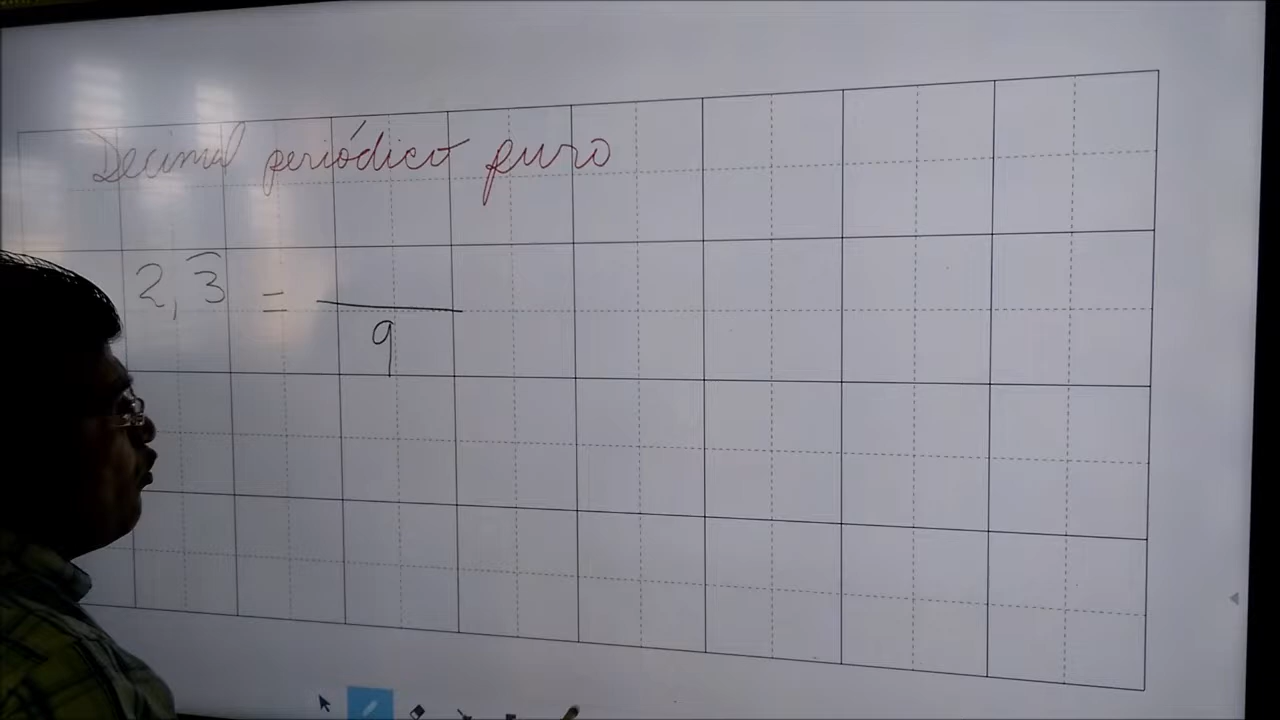 Decimal periódico puro
2,3̅ = —
9